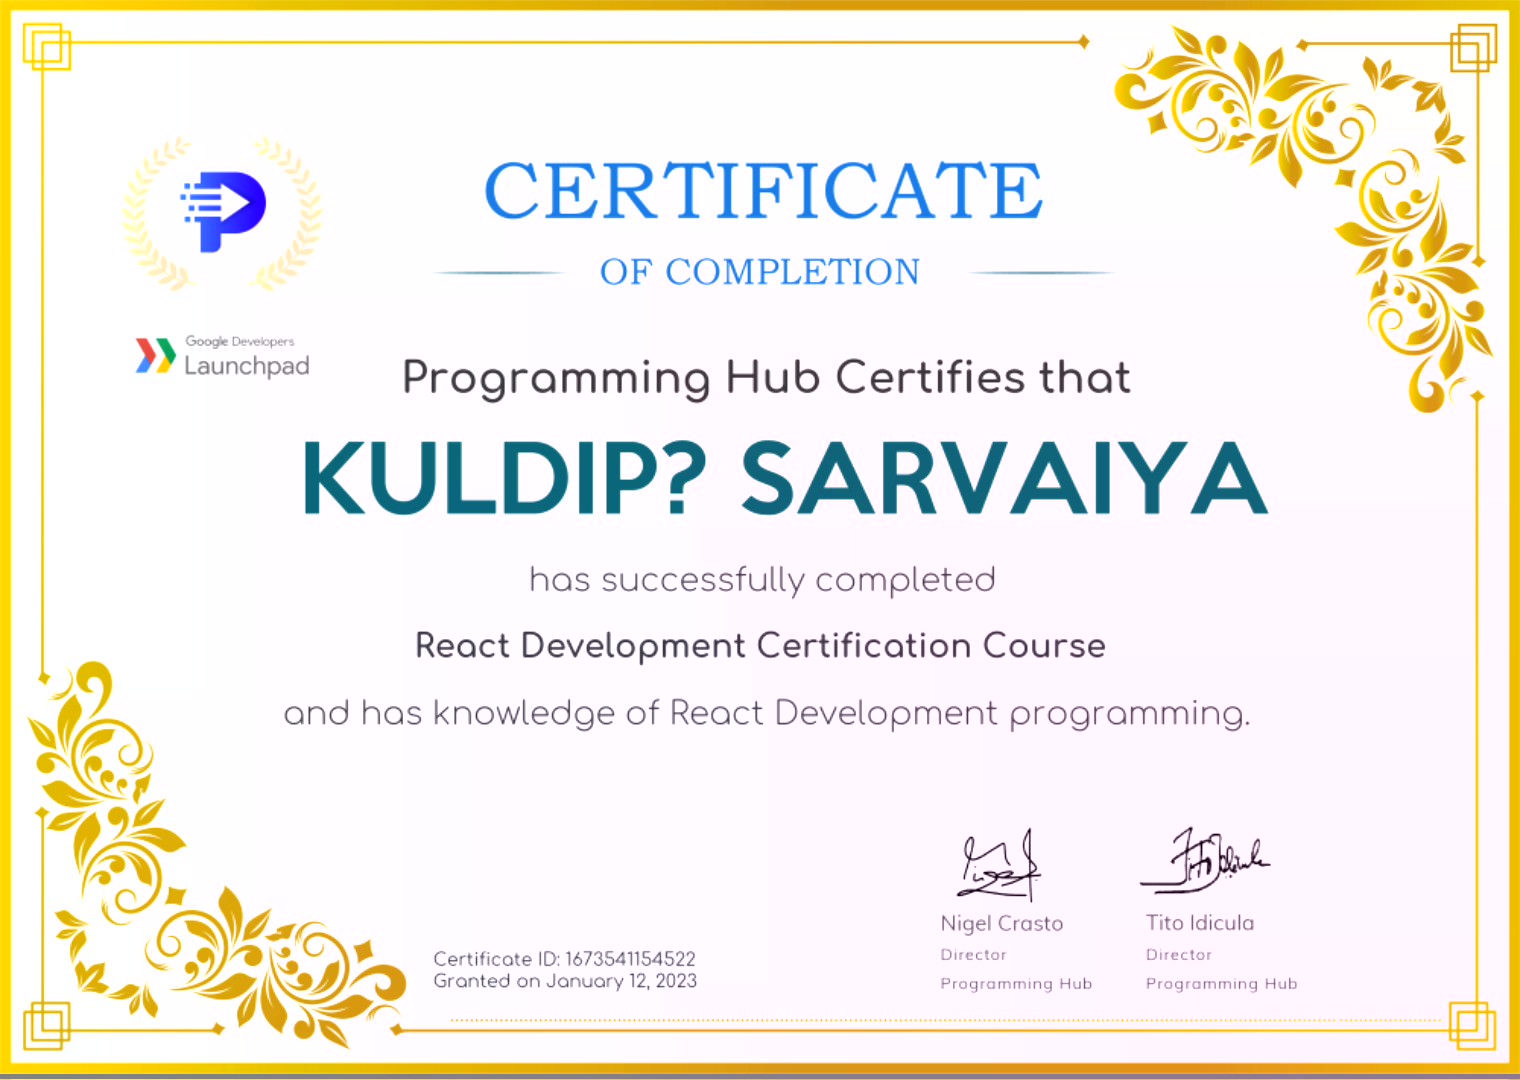 CERTIFICATE
OF COMPLETION
Google Developers
Launchpad
Programming Hub Certifies that
KULDIP? SARVAIYA
has successfully completed
React Development Certification Course
and has knowledge of React Development programming.
Nigel Crasto
Director
Programming Hub
Tito Idicula
Director
Programming Hub
Certificate ID: 1673541154522
Granted on January 12, 2023